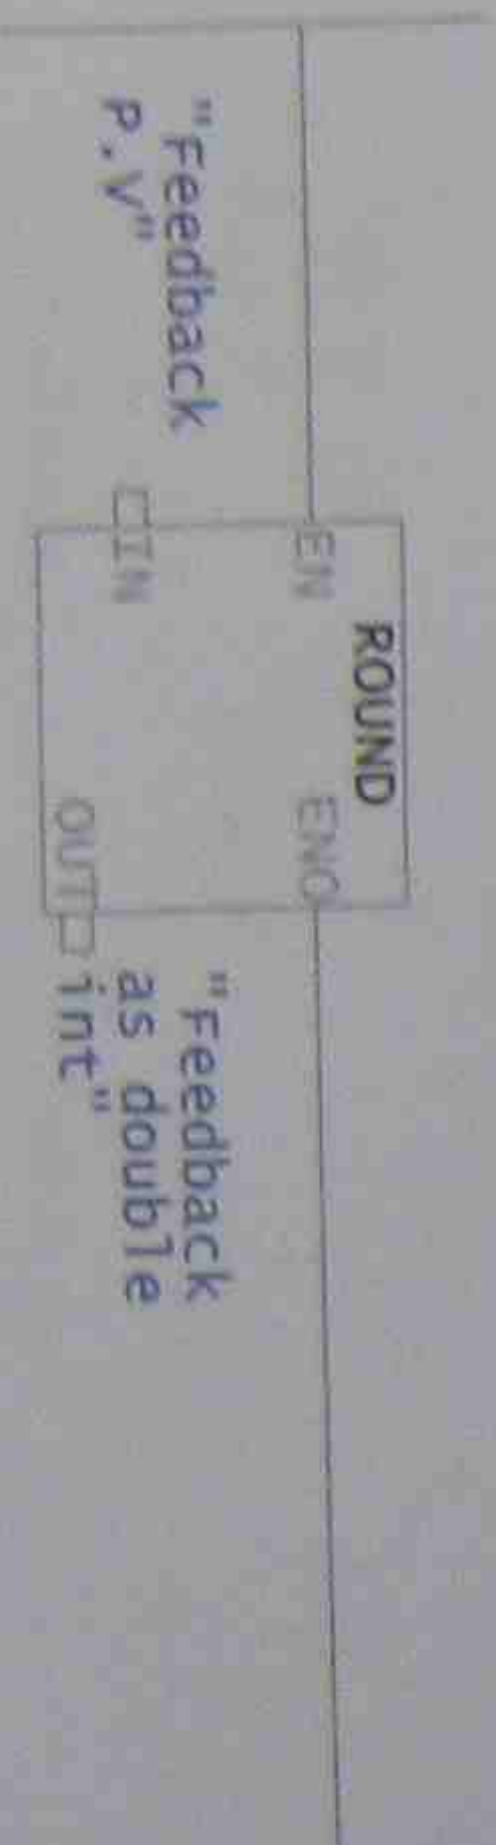 ROUND
EN ENO
"Feedback
P.V"
IN
OUT
"Feedback
as double
int"